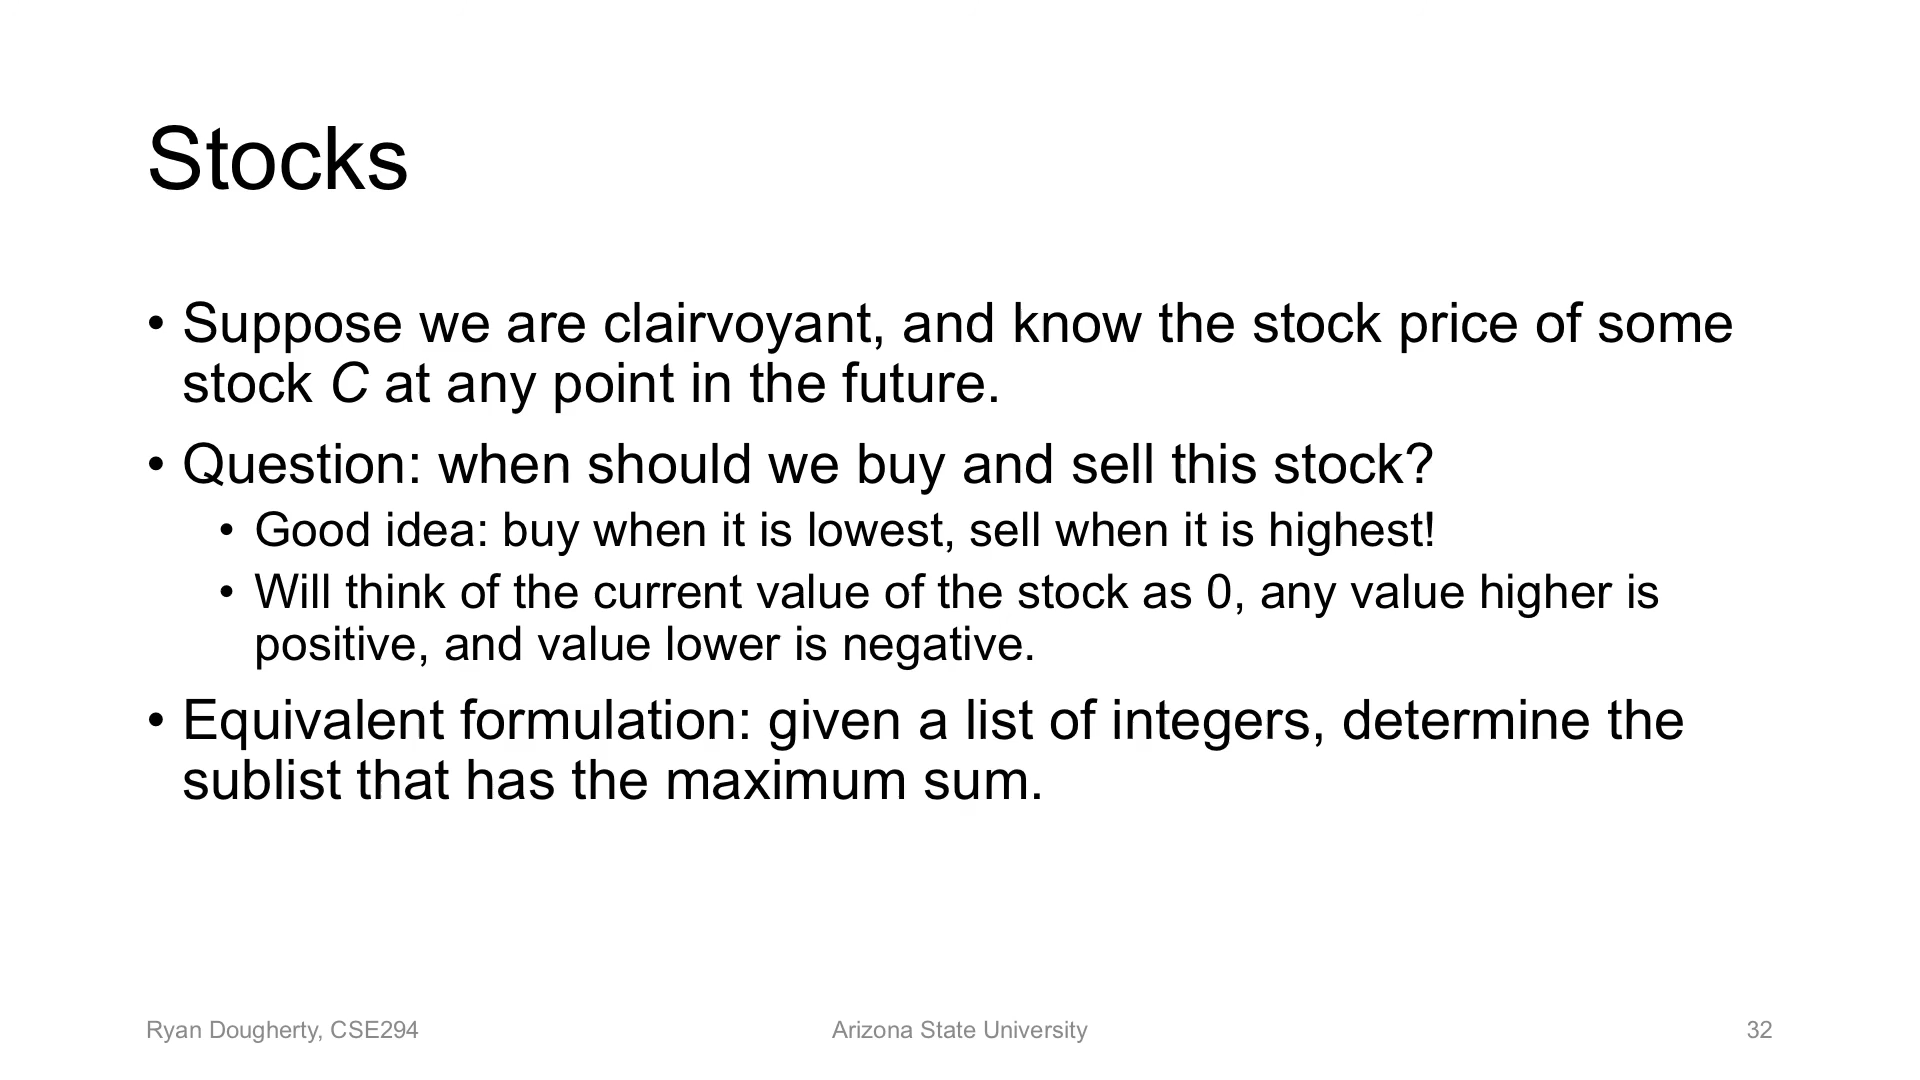 Stocks
• Suppose we are clairvoyant, and know the stock price of some
stock C at any point in the future.
• Question: when should we buy and sell this stock?
• Good idea: buy when it is lowest, sell when it is highest!
• Will think of the current value of the stock as 0, any value higher is
positive, and value lower is negative.
• Equivalent formulation: given a list of integers, determine the
sublist that has the maximum sum.
Ryan Dougherty, CSE294
Arizona State University
32